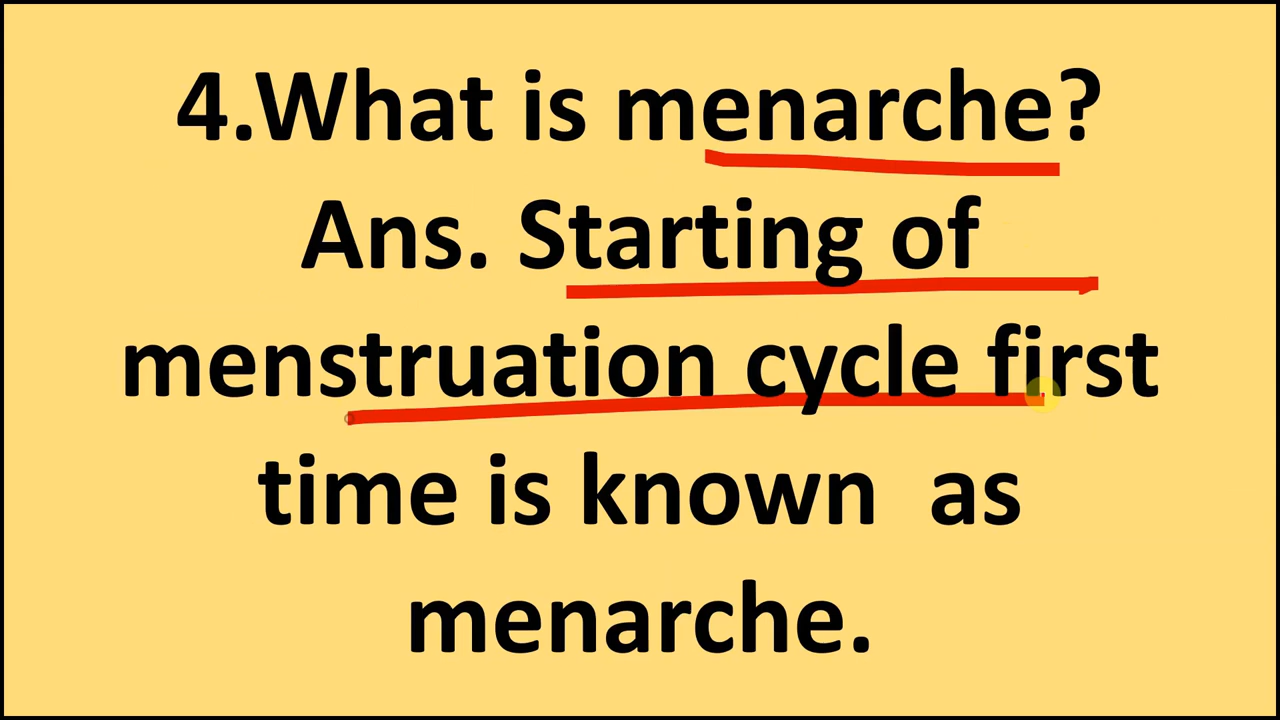 4.What is menarche?
Ans. Starting of
menstruation cycle first
time is known  as
menarche.